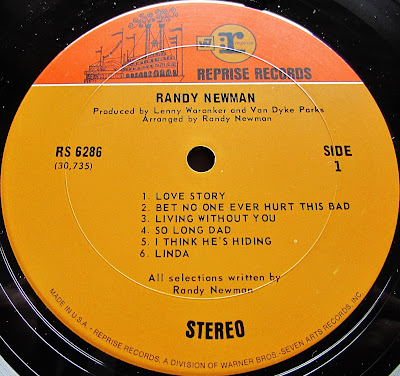 REPRISE RECORDS
RANDY NEWMAN
Produced by Lenny Waronker and Van Dyke Parks
Arranged by Randy Newman
RS 6286
(30,735)
SIDE
1
1. LOVE STORY
2. BET NO ONE EVER HURT THIS BAD
3. LIVING WITHOUT YOU
4. SO LONG DAD
5. I THINK HE'S HIDING
6. LINDA
All selections written by
Randy Newman
STEREO
MADE IN U.S.A. - REPRISE RECORDS, A DIVISION OF WARNER BROS.-SEVEN ARTS RECORDS, INC